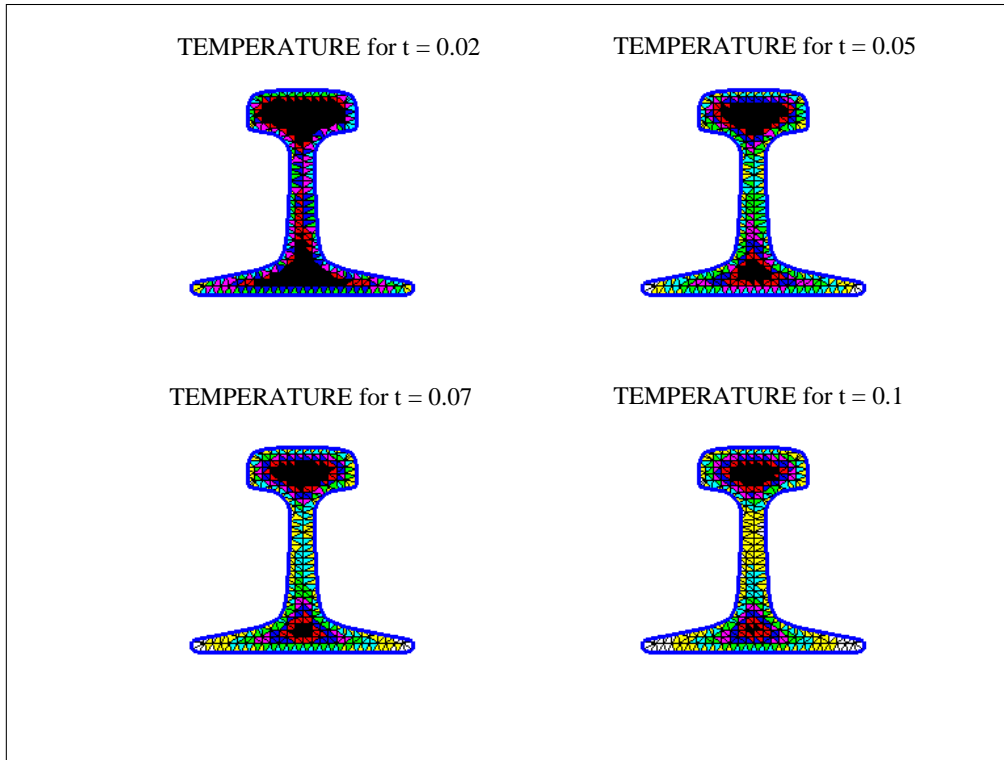 TEMPERATURE for t = 0.02
TEMPERATURE for t = 0.05
TEMPERATURE for t = 0.07
TEMPERATURE for t = 0.1